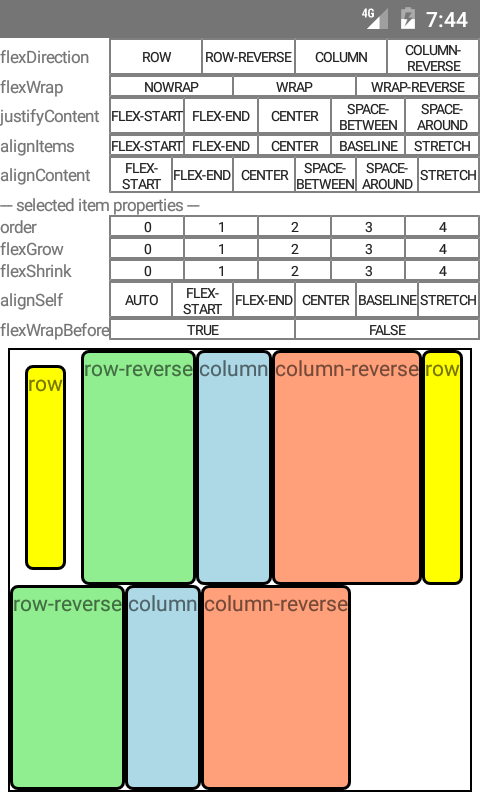 4G 7:44
flexDirection ROW ROW-REVERSE COLUMN COLUMN-
REVERSE
flexWrap NOWRAP WRAP WRAP-REVERSE
justifyContent FLEX-START FLEX-END CENTER SPACE-
BETWEEN SPACE-
AROUND
alignItems FLEX-START FLEX-END CENTER BASELINE STRETCH
alignContent FLEX-
START FLEX-END CENTER SPACE-
BETWEEN SPACE-
AROUND STRETCH
--- selected item properties ---
order 0 1 2 3 4
flexGrow 0 1 2 3 4
flexShrink 0 1 2 3 4
alignSelf AUTO FLEX-
START FLEX-END CENTER BASELINE STRETCH
flexWrapBefore TRUE FALSE
row row-reverse column column-reverse row
row-reverse column column-reverse